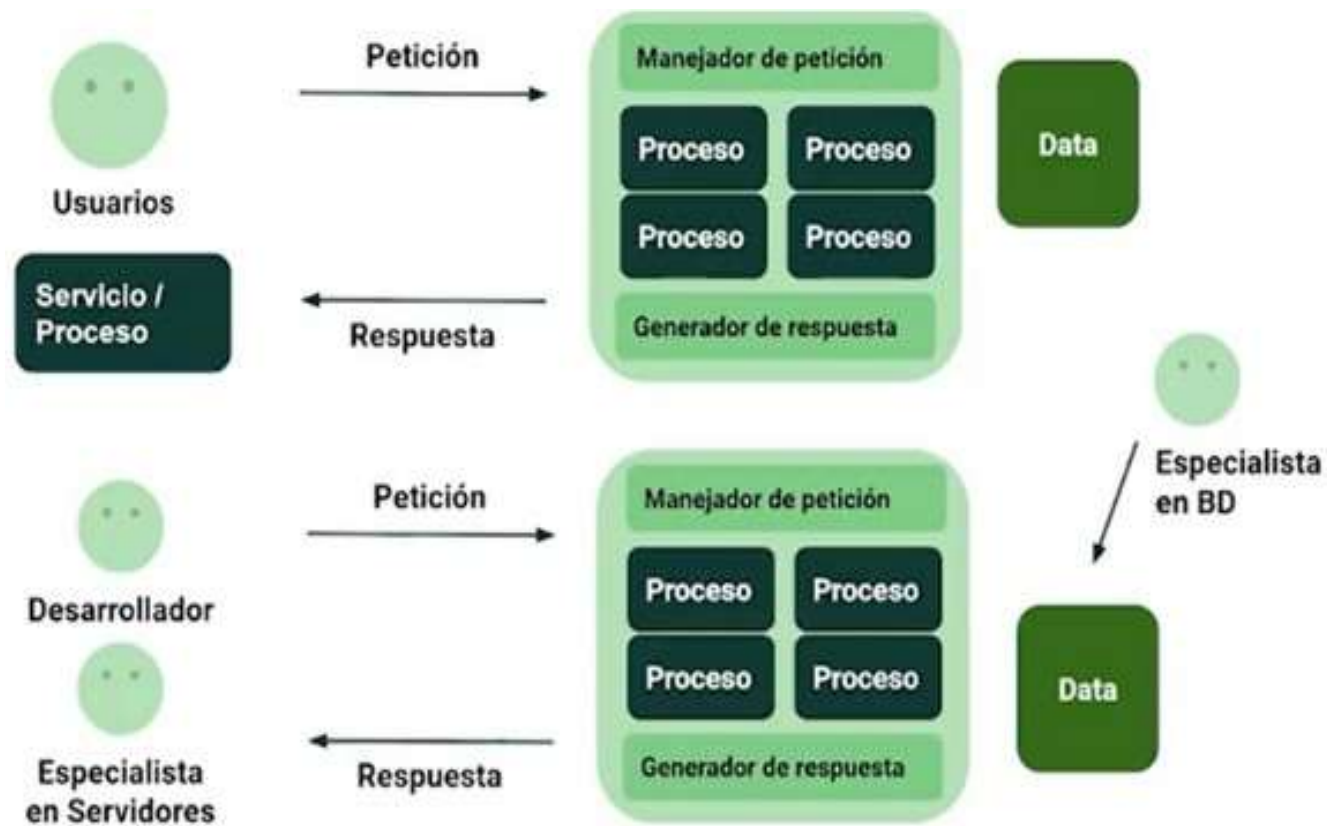 Petición
Manejador de petición
Proceso
Proceso
Data
Usuarios
Proceso
Proceso
Servicio /
Proceso
Respuesta
Generador de respuesta
Especialista
en BD
Petición
Manejador de petición
Desarrollador
Proceso
Proceso
Proceso
Proceso
Data
Especialista
en Servidores
Respuesta
Generador de respuesta